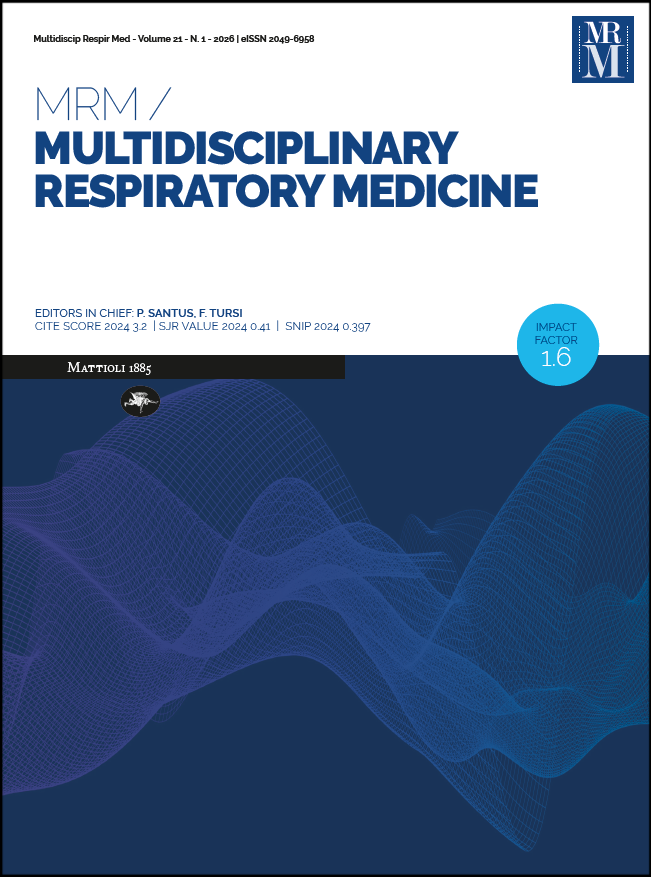 Multidiscip Respir Med - Volume 21 - N. 1 - 2026 | eISSN 2049-6958
MR
M
MRM /
MULTIDISCIPLINARY
RESPIRATORY MEDICINE
EDITORS IN CHIEF: P. SANTUS, F. TURSI
CITE SCORE 2024 3.2 | SJR VALUE 2024 0.41 | SNIP 2024 0.397
IMPACT
FACTOR
1.6
Mattioli 1885